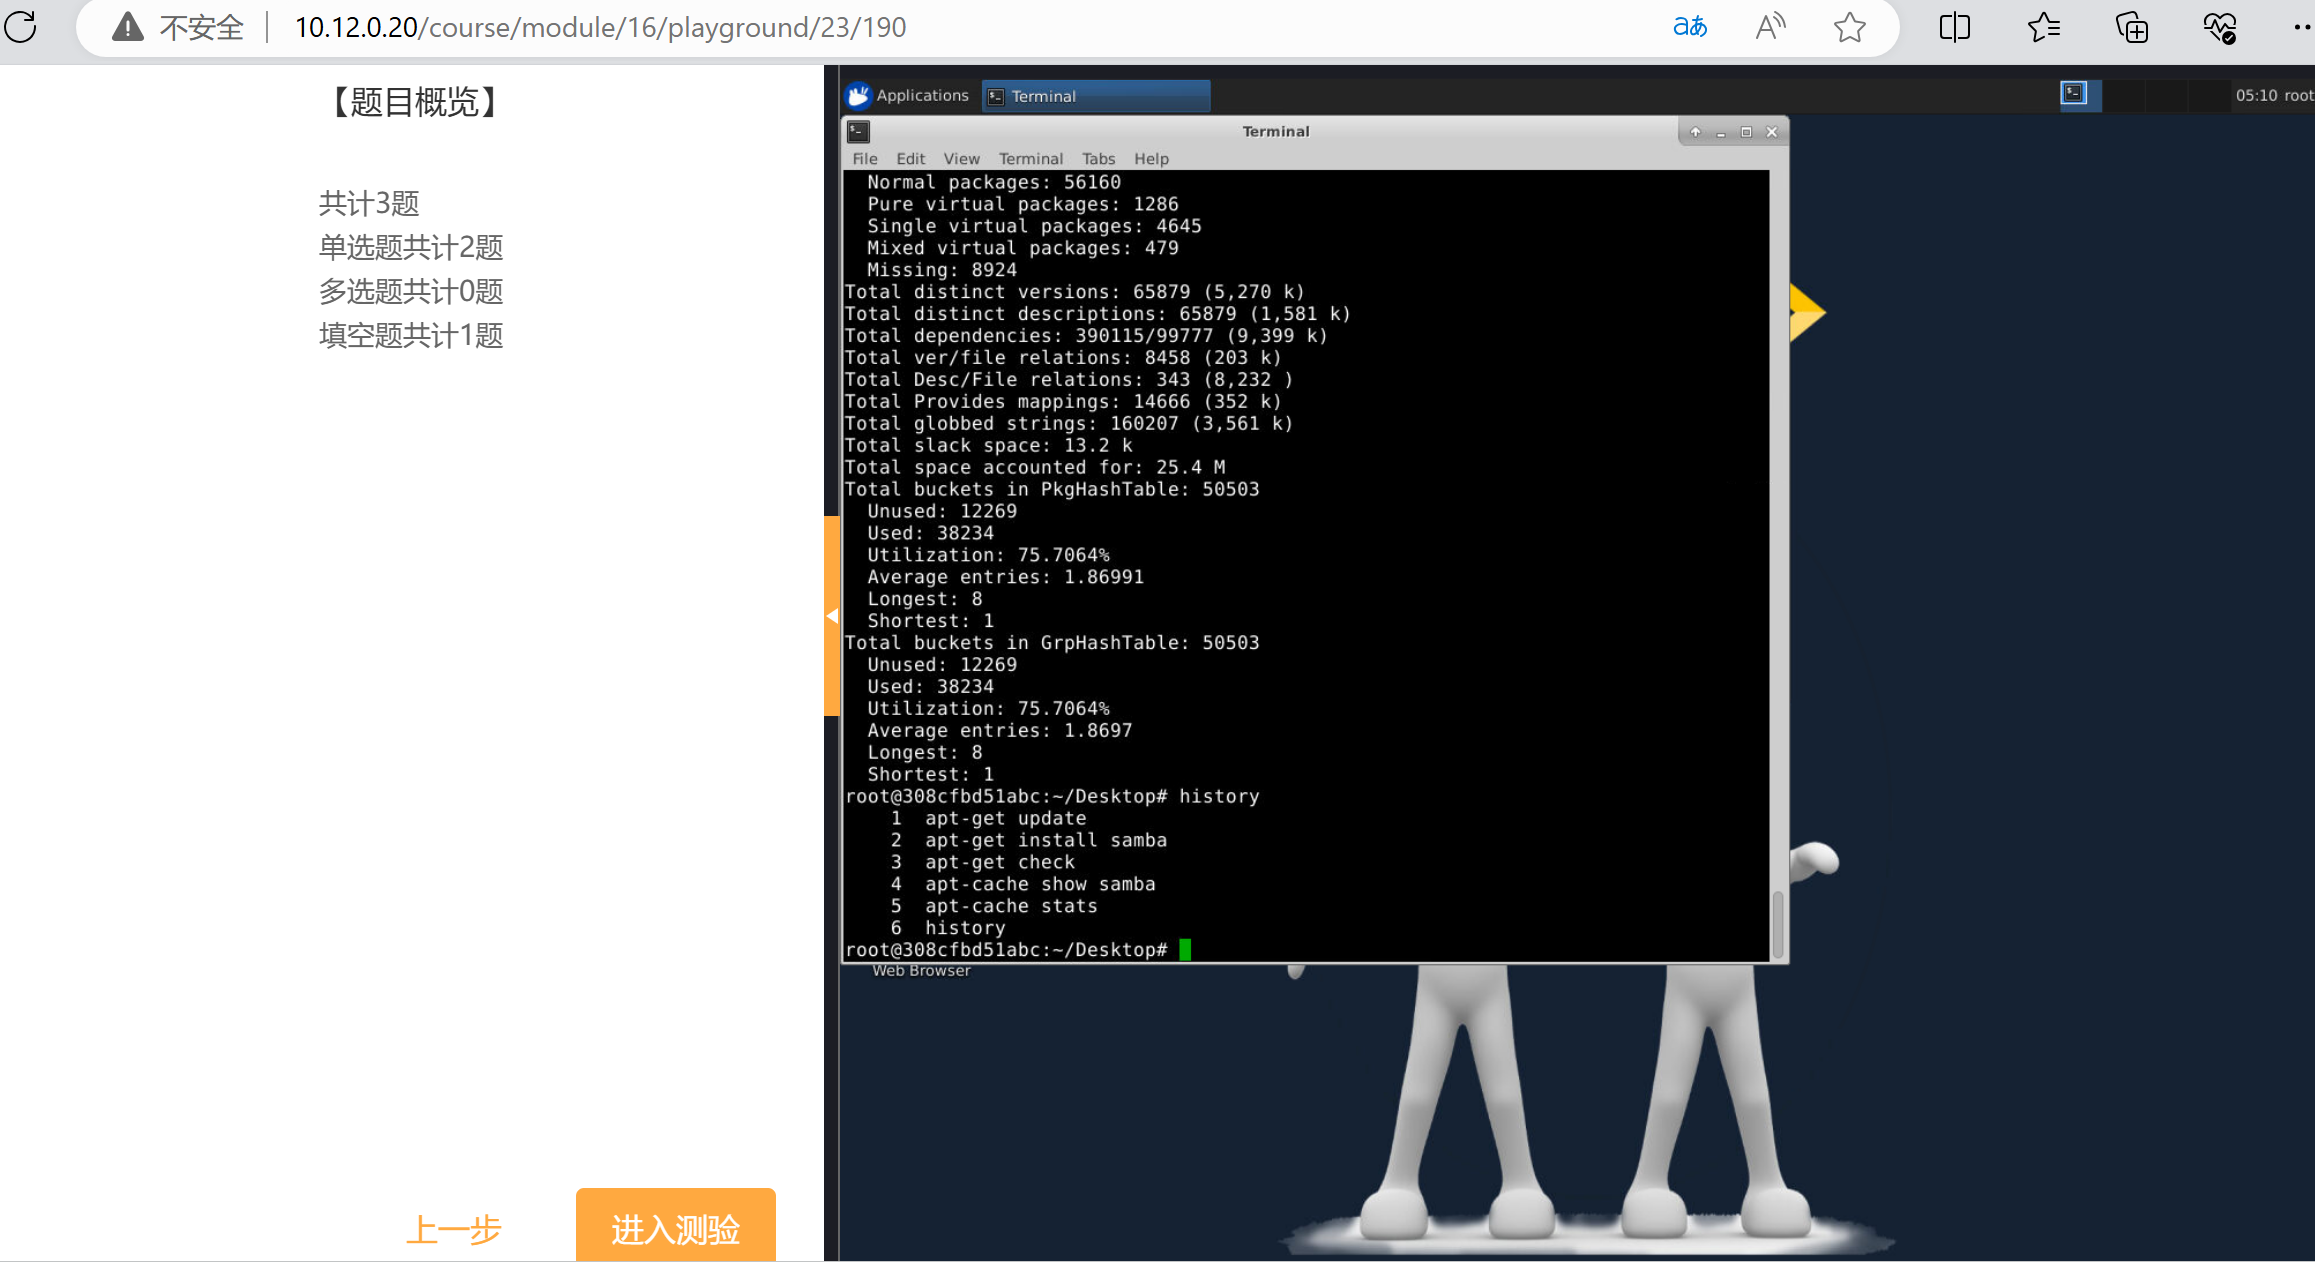 不安全 10.12.0.20/course/module/16/playground/23/190
【题目概览】
共计3题
单选题共计2题
多选题共计0题
填空题共计1题
上一步 进入测验
Applications Terminal 05:10 root
Terminal
File Edit View Terminal Tabs Help
Normal packages: 56160
Pure virtual packages: 1286
Single virtual packages: 4645
Mixed virtual packages: 479
Missing: 8924
Total distinct versions: 65879 (5,270 k)
Total distinct descriptions: 65879 (1,581 k)
Total dependencies: 390115/99777 (9,399 k)
Total ver/file relations: 8458 (203 k)
Total Desc/File relations: 343 (8,232 )
Total Provides mappings: 14666 (352 k)
Total globbed strings: 160207 (3,561 k)
Total slack space: 13.2 k
Total space accounted for: 25.4 M
Total buckets in PkgHashTable: 50503
Unused: 12269
Used: 38234
Utilization: 75.7064%
Average entries: 1.86991
Longest: 8
Shortest: 1
Total buckets in GrpHashTable: 50503
Unused: 12269
Used: 38234
Utilization: 75.7064%
Average entries: 1.8697
Longest: 8
Shortest: 1
root@308cfbd51abc:~/Desktop# history
1 apt-get update
2 apt-get install samba
3 apt-get check
4 apt-cache show samba
5 apt-cache stats
6 history
root@308cfbd51abc:~/Desktop#
Web Browser